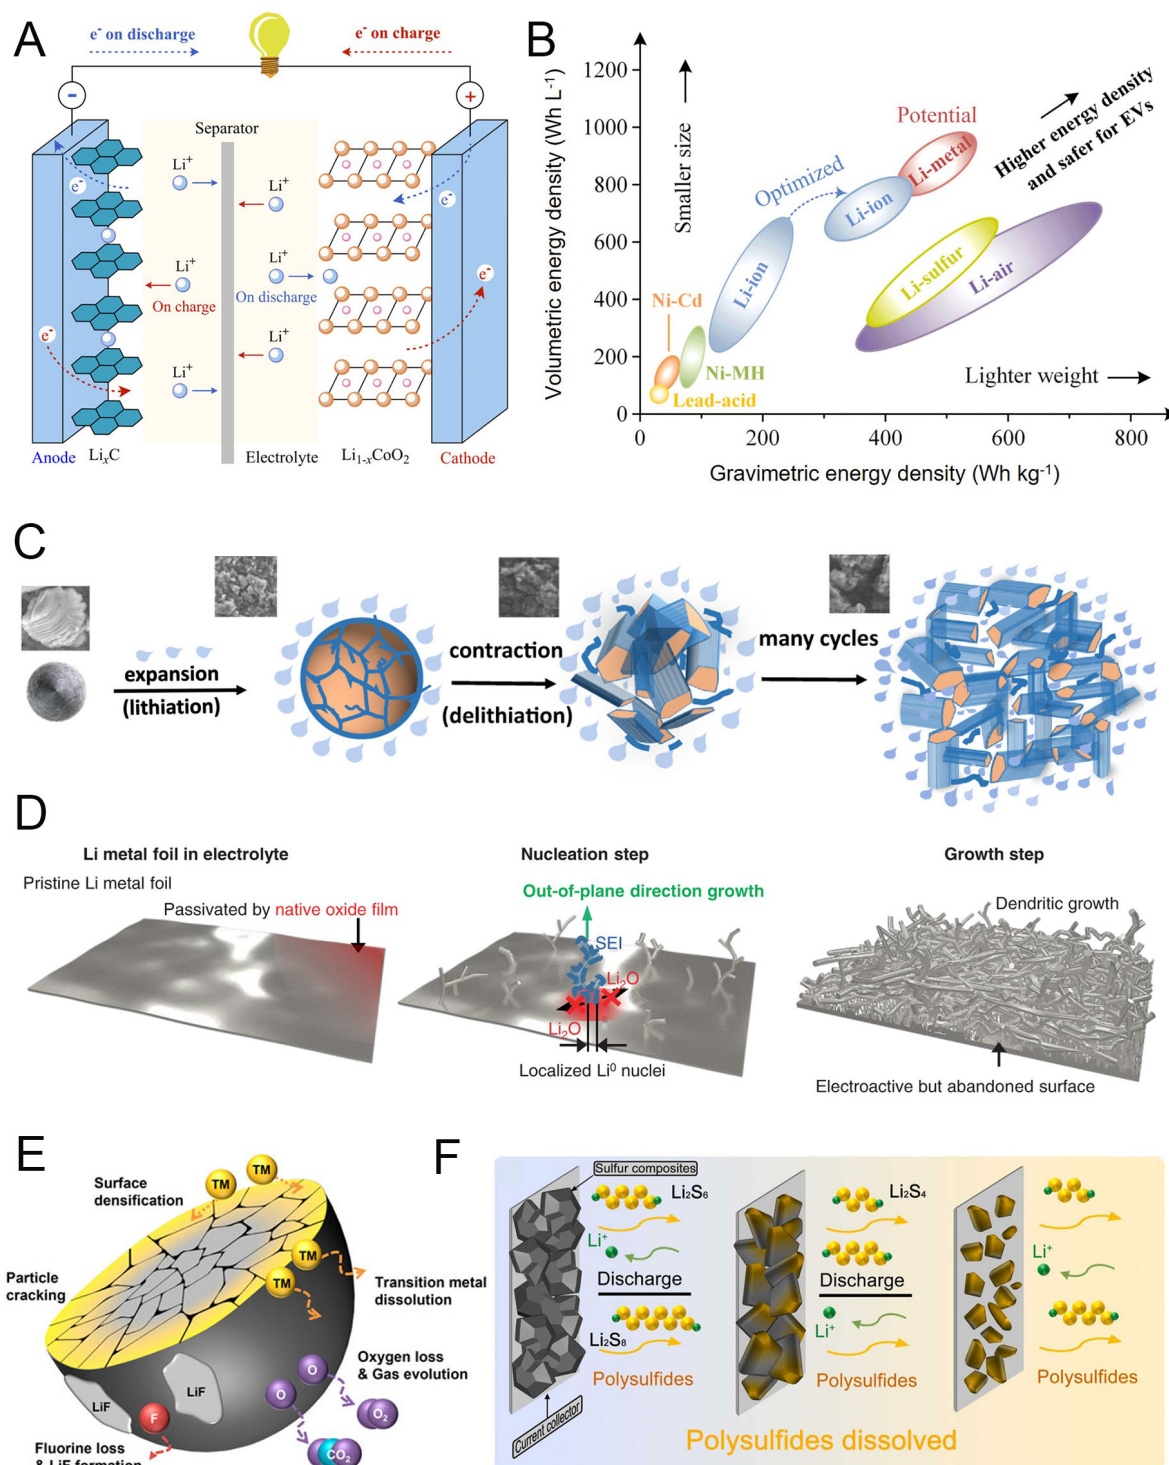 A
e⁻ on discharge
e⁻ on charge
−
+
Separator
Li⁺
Li⁺
e⁻
e⁻
Li⁺
Li⁺
On charge
On discharge
e⁻
e⁻
Li⁺
Li⁺
Anode
LiₓC
Electrolyte
Li₁₋ₓCoO₂
Cathode
B
Volumetric energy density (Wh L⁻¹)
1200
1000
800
600
400
200
0
0
200
400
600
800
Gravimetric energy density (Wh kg⁻¹)
Smaller size
Lighter weight
Higher energy density
and safer for EVs
Potential
Li-metal
Optimized
Li-ion
Li-ion
Li-sulfur
Li-air
Ni-Cd
Ni-MH
Lead-acid
C
expansion
(lithiation)
contraction
(delithiation)
many cycles
D
Li metal foil in electrolyte
Pristine Li metal foil
Passivated by native oxide film
Nucleation step
Out-of-plane direction growth
SEI
Li₂O
Li₂O
Localized Li⁰ nuclei
Growth step
Dendritic growth
Electroactive but abandoned surface
E
TM
TM
Surface
densification
TM
TM
Particle
cracking
Transition metal
dissolution
Oxygen loss
& Gas evolution
O
O
O₂
CO₂
LiF
LiF
F
Fluorine loss
& LiF formation
F
Sulfur composites
Li₂S₆
Li⁺
Discharge
Li₂S₈
Polysulfides
Current collector
Li₂S₄
Discharge
Li⁺
Polysulfides
Li⁺
Polysulfides
Polysulfides dissolved